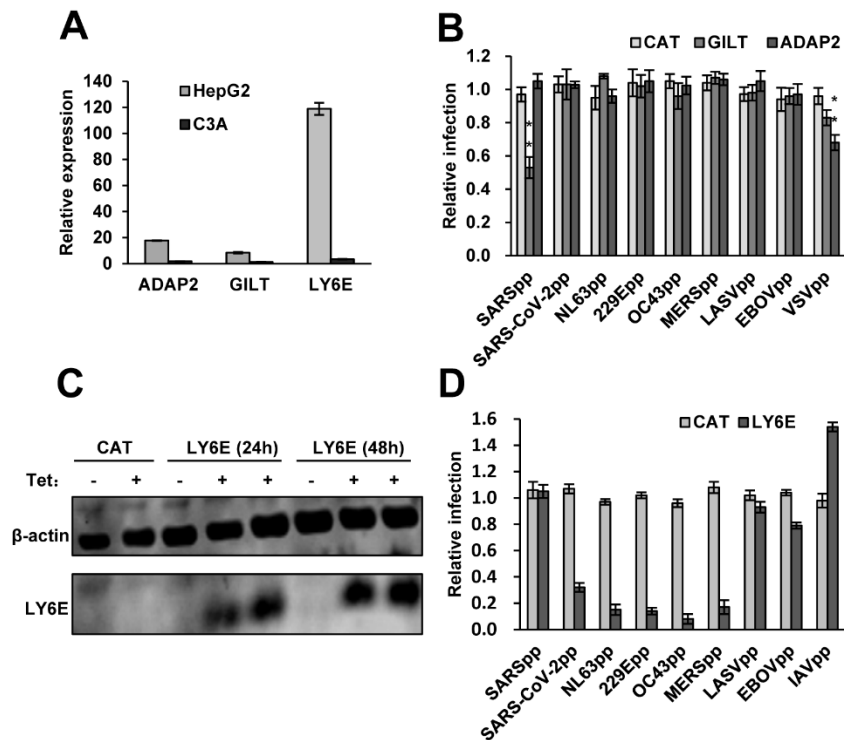 A
Relative expression
140
120
100
80
60
40
20
0
HepG2
C3A
ADAP2 GILT LY6E
B
Relative infection
1.2
1.0
0.8
0.6
0.4
0.2
0.0
CAT GILT ADAP2
* *
* *
SARSpp SARS-CoV-2pp NL63pp 229Epp OC43pp MERSpp LASVpp EBOVpp VSVpp
C
CAT LY6E (24h) LY6E (48h)
Tet: - + - + + - + +
β-actin
LY6E
D
Relative infection
1.6
1.4
1.2
1.0
0.8
0.6
0.4
0.2
0.0
CAT LY6E
SARSpp SARS-CoV-2pp NL63pp 229Epp OC43pp MERSpp LASVpp EBOVpp IAVpp